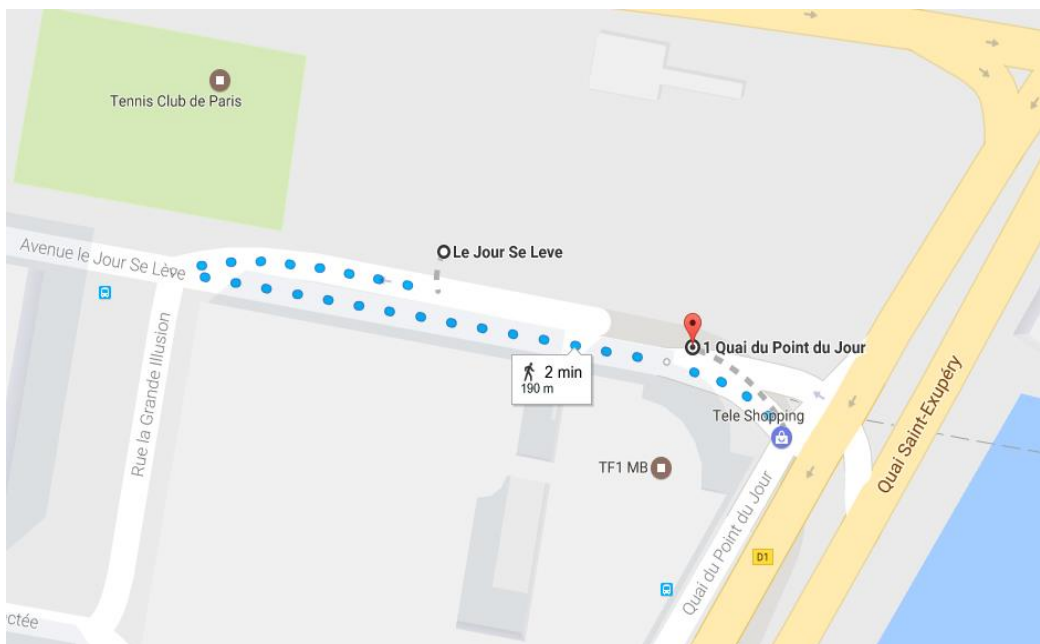 Tennis Club de Paris
Avenue le Jour Se Lève
Le Jour Se Leve
1 Quai du Point du Jour
2 min
190 m
Tele Shopping
TF1 MB
Rue la Grande Illusion
Quai du Point du Jour
Quai Saint-Exupéry
D1
ctée